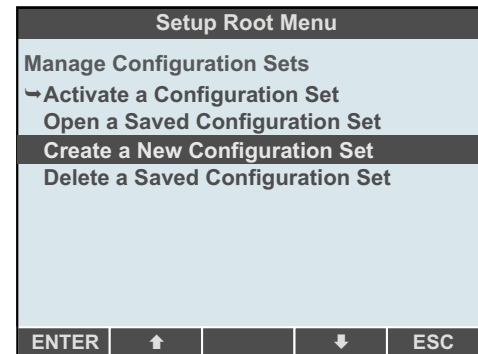 Setup Root Menu
Manage Configuration Sets
➥Activate a Configuration Set
Open a Saved Configuration Set
Create a New Configuration Set
Delete a Saved Configuration Set
ENTER ⬆ ⬇ ESC